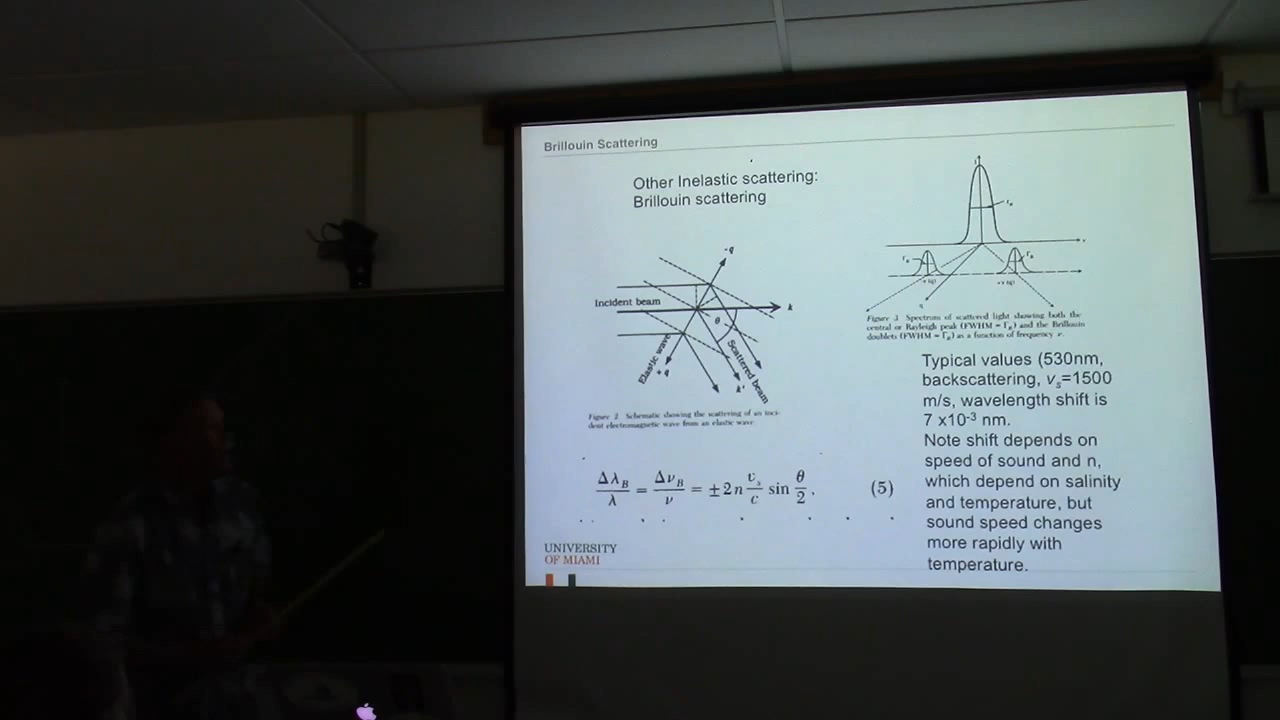 Brillouin Scattering
Other Inelastic scattering:
Brillouin scattering
- q
Incident beam
k
θ
Elastic wave
+ q
Scattered beam
k'
Figure 2 Schematic showing the scattering of an inci-
dent electromagnetic wave from an elastic wave
Figure 3 Spectrum of scattered light showing both the
central or Rayleigh peak (FWHM = Γ
) and the Brillouin
doublets (FWHM = Γ
) as a function of frequency ν.
Δλ_B/λ = Δν_B/ν = ±2n v_s/c sin θ/2, (5)
Typical values (530nm,
backscattering, v_s=1500
m/s, wavelength shift is
7 x10^-3 nm.
Note shift depends on
speed of sound and n,
which depend on salinity
and temperature, but
sound speed changes
more rapidly with
temperature.
UNIVERSITY
OF MIAMI